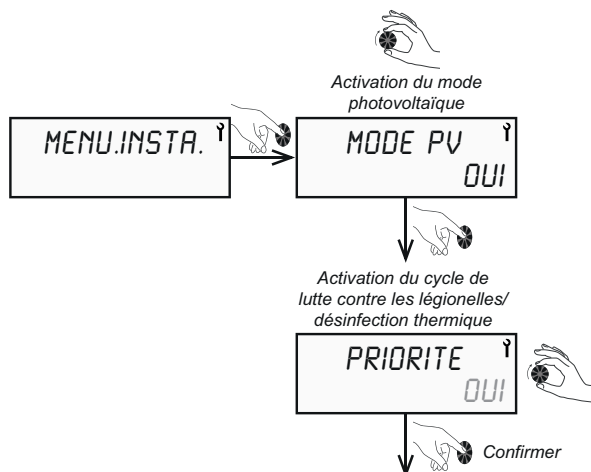 Activation du mode
photovoltaïque
MENU.INSTA.
MODE PV
OUI
Activation du cycle de
lutte contre les légionelles/
désinfection thermique
PRIORITE
OUI
Confirmer